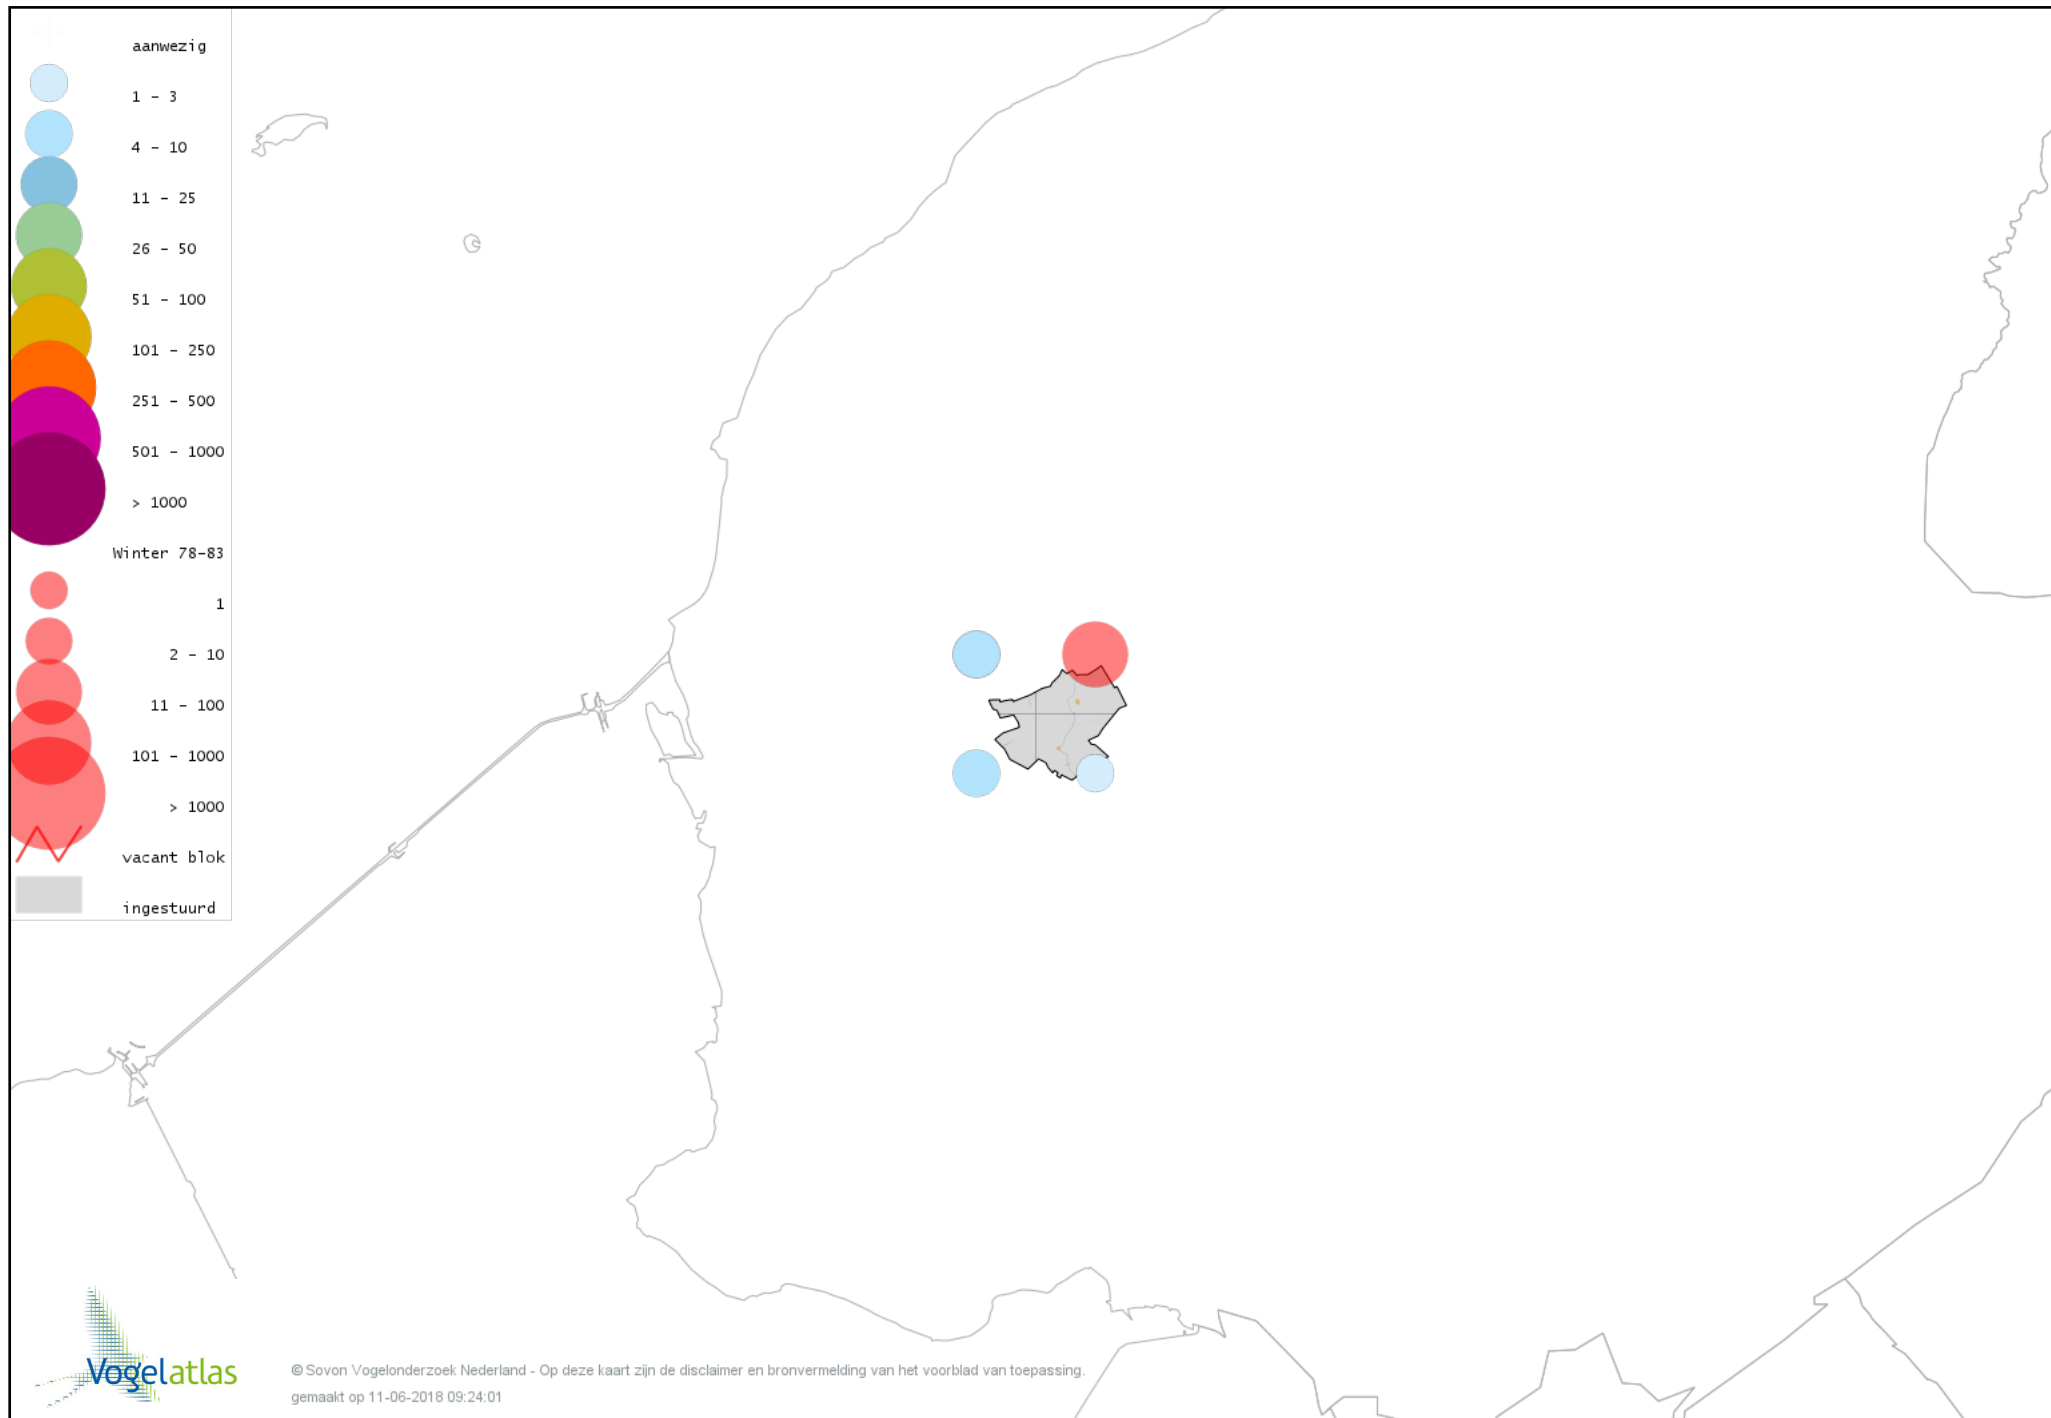 aanwezig
1 - 3
4 - 10
11 - 25
26 - 50
51 - 100
101 - 250
251 - 500
501 - 1000
> 1000
Winter 78-83
1
2 - 10
11 - 100
101 - 1000
> 1000
vacant blok
ingestuurd
Vogelatlas
© Sovon Vogelonderzoek Nederland - Op deze kaart zijn de disclaimer en bronvermelding van het voorblad van toepassing.
gemaakt op 11-06-2018 09:24:01